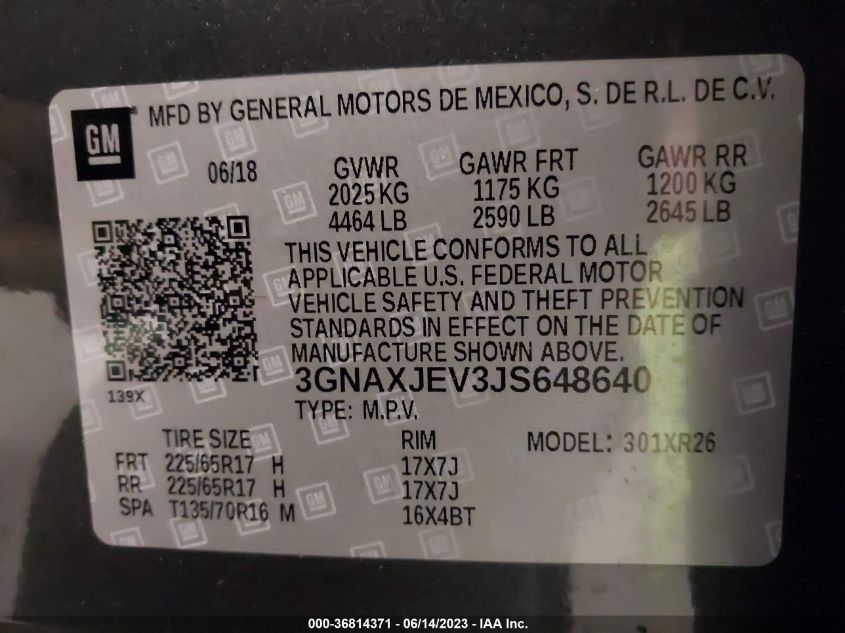 GM
MFD BY GENERAL MOTORS DE MEXICO, S. DE R.L. DE C.V.
06/18 GVWR GAWR FRT GAWR RR
2025 KG 1175 KG 1200 KG
4464 LB 2590 LB 2645 LB
THIS VEHICLE CONFORMS TO ALL
APPLICABLE U.S. FEDERAL MOTOR
VEHICLE SAFETY AND THEFT PREVENTION
STANDARDS IN EFFECT ON THE DATE OF
MANUFACTURE SHOWN ABOVE.
3GNAXJEV3JS648640
139X
TYPE: M.P.V.
TIRE SIZE RIM MODEL: 301XR26
FRT 225/65R17 H 17X7J
RR 225/65R17 H 17X7J
SPA T135/70R16 M 16X4BT
000-36814371 - 06/14/2023 - IAA Inc.